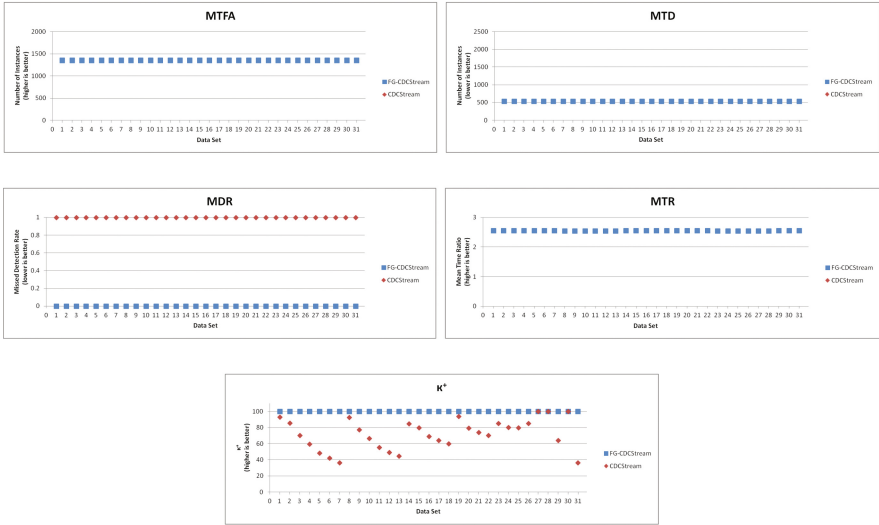 MTFA
2000
1500
1000
500
0
Number of Instances
(higher is better)
0 1 2 3 4 5 6 7 8 9 10 11 12 13 14 15 16 17 18 19 20 21 22 23 24 25 26 27 28 29 30 31
Data Set
FG-CDCStream
CDCStream
MTD
2500
2000
1500
1000
500
0
Number of Instances
(lower is better)
0 1 2 3 4 5 6 7 8 9 10 11 12 13 14 15 16 17 18 19 20 21 22 23 24 25 26 27 28 29 30 31
Data Set
FG-CDCStream
CDCStream
MDR
1
0.8
0.6
0.4
0.2
0
Missed Detection Rate
(lower is better)
0 1 2 3 4 5 6 7 8 9 10 11 12 13 14 15 16 17 18 19 20 21 22 23 24 25 26 27 28 29 30 31
Data Set
FG-CDCStream
CDCStream
MTR
3
2
1
0
Mean Time Ratio
(higher is better)
0 1 2 3 4 5 6 7 8 9 10 11 12 13 14 15 16 17 18 19 20 21 22 23 24 25 26 27 28 29 30 31
Data Set
FG-CDCStream
CDCStream
κ⁺
100
80
60
40
20
0
κ⁺
(higher is better)
0 1 2 3 4 5 6 7 8 9 10 11 12 13 14 15 16 17 18 19 20 21 22 23 24 25 26 27 28 29 30 31
Data Set
FG-CDCStream
CDCStream